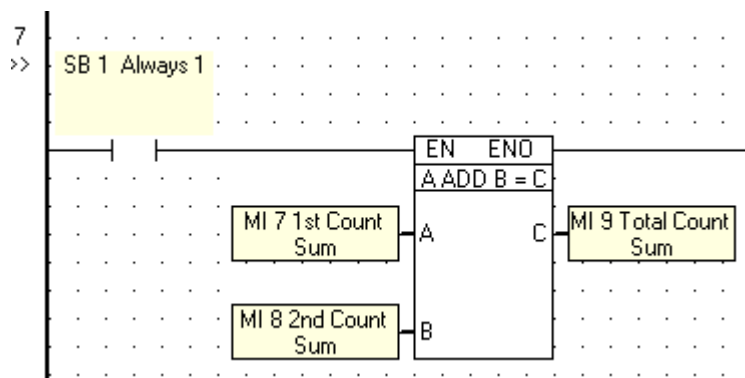 7
>> SB 1 Always 1
EN ENO
A ADD B = C
MI 7 1st Count
Sum
A C
MI 9 Total Count
Sum
MI 8 2nd Count
Sum
B